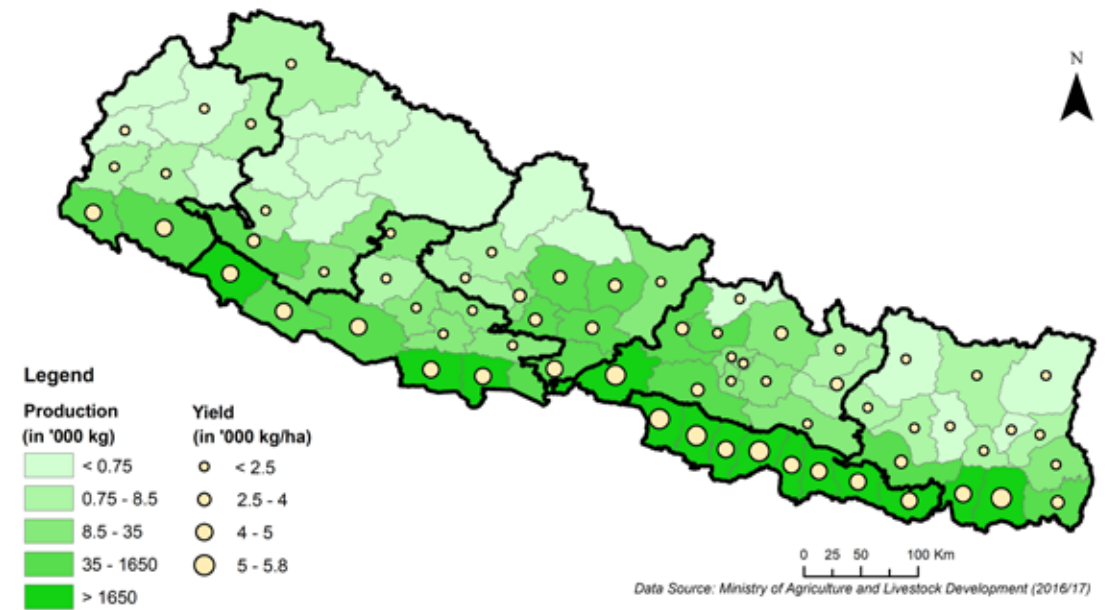 N
Legend
Production
(in '000 kg)
< 0.75
0.75 - 8.5
8.5 - 35
35 - 1650
> 1650
Yield
(in '000 kg/ha)
< 2.5
2.5 - 4
4 - 5
5 - 5.8
0 25 50 100 Km
Data Source: Ministry of Agriculture and Livestock Development (2016/17)